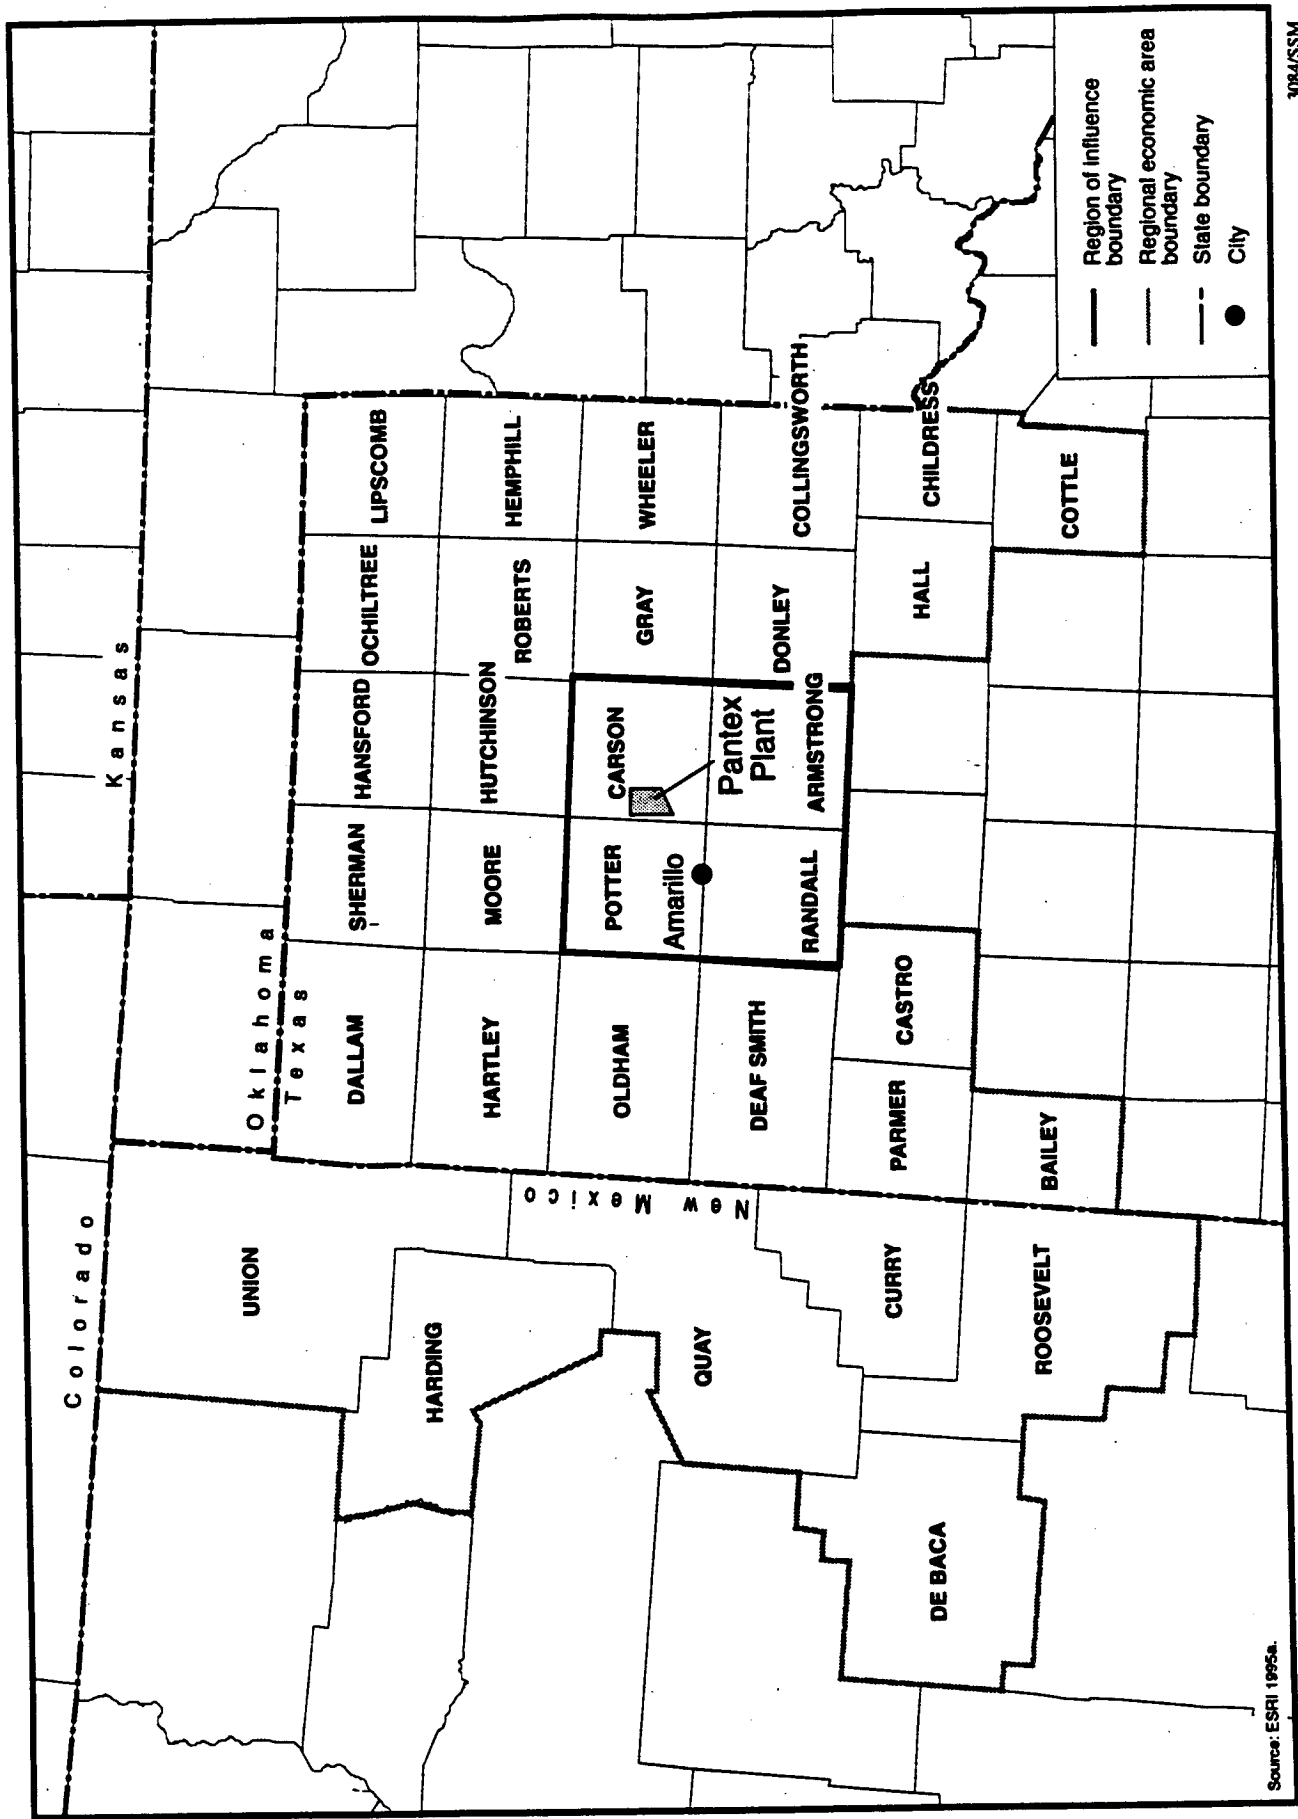 Colorado
Kansas
Oklahoma
Texas
New Mexico
UNION
HARDING
QUAY
CURRY
ROOSEVELT
DE BACA
DALLAM
SHERMAN
HANSFORD
OCHILTREE
LIPSCOMB
HARTLEY
MOORE
HUTCHINSON
ROBERTS
HEMPHILL
OLDHAM
POTTER
CARSON
GRAY
WHEELER
Amarillo
Pantex
Plant
DEAF SMITH
RANDALL
ARMSTRONG
DONLEY
COLLINGSWORTH
PARMER
CASTRO
HALL
CHILDRESS
BAILEY
COTTLE
Region of influence
boundary
Regional economic area
boundary
State boundary
City
Source: ESRI 1995a.
3084/SSM